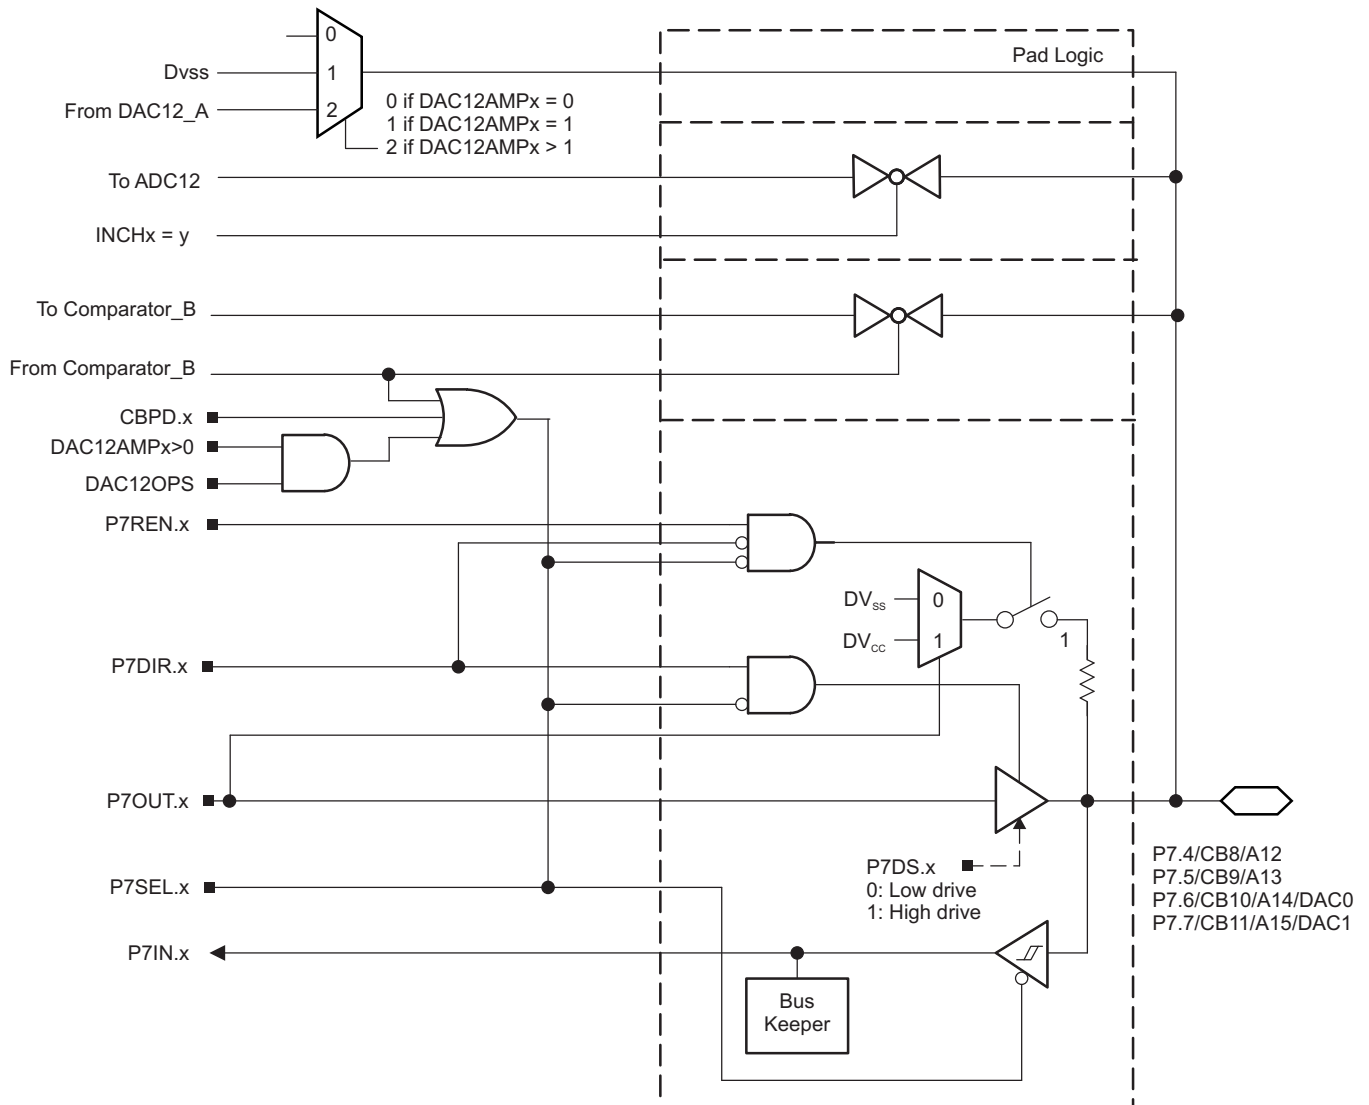 0
Pad Logic
Dvss
1
From DAC12_A
2
0 if DAC12AMPx = 0
1 if DAC12AMPx = 1
2 if DAC12AMPx > 1
To ADC12
INCHx = y
To Comparator_B
From Comparator_B
CBPD.x
DAC12AMPx>0
DAC12OPS
P7REN.x
DVSS
0
DVCC
1
1
P7DIR.x
P7OUT.x
P7DS.x
0: Low drive
1: High drive
P7.4/CB8/A12
P7.5/CB9/A13
P7.6/CB10/A14/DAC0
P7.7/CB11/A15/DAC1
P7SEL.x
P7IN.x
Bus
Keeper